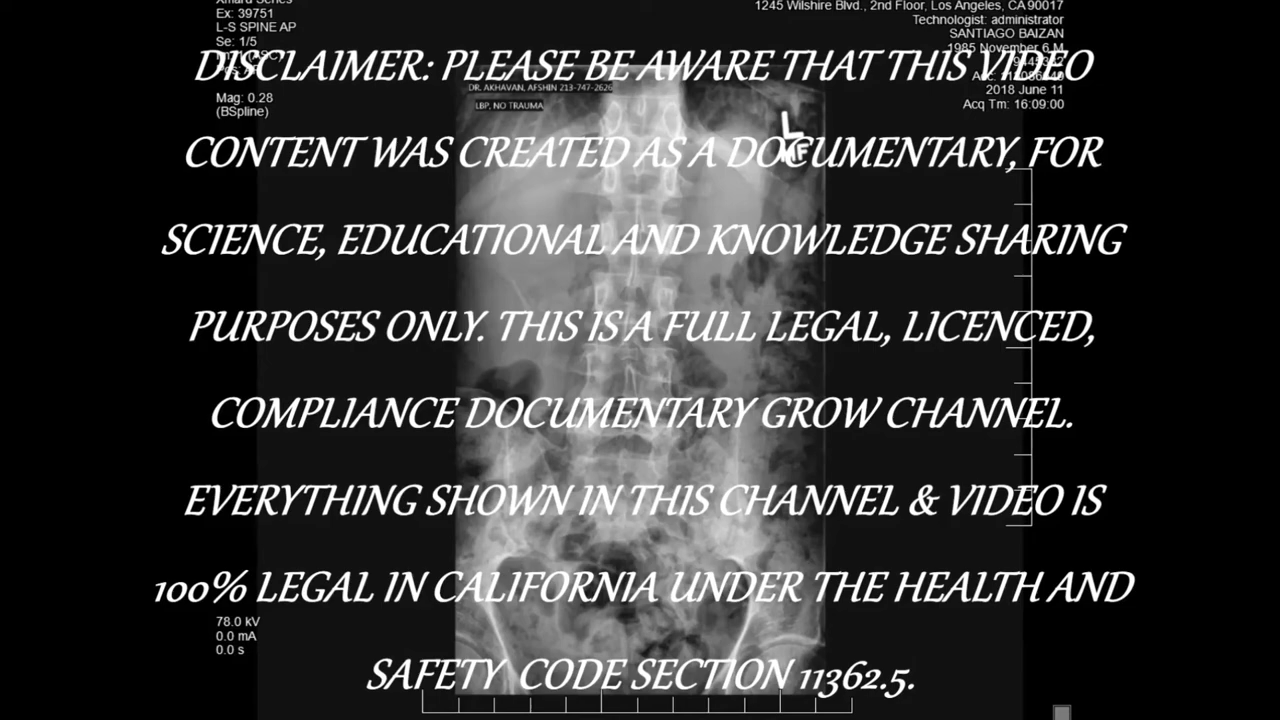 Ex: 39751
L-S SPINE AP
Se: 1/5
Mag: 0.28
(BSpline)
1245 Wilshire Blvd., 2nd Floor, Los Angeles, CA 90017
Technologist: administrator
SANTIAGO BAIZAN
1985 November 6 M
2018 June 11
Acq Tm: 16:09:00
DR. AKHAVAN, AFSHIN 213-747-2626
LBP, NO TRAUMA
L
MF
DISCLAIMER: PLEASE BE AWARE THAT THIS VIDEO
CONTENT WAS CREATED AS A DOCUMENTARY, FOR
SCIENCE, EDUCATIONAL AND KNOWLEDGE SHARING
PURPOSES ONLY. THIS IS A FULL LEGAL, LICENCED,
COMPLIANCE DOCUMENTARY GROW CHANNEL.
EVERYTHING SHOWN IN THIS CHANNEL & VIDEO IS
100% LEGAL IN CALIFORNIA UNDER THE HEALTH AND
SAFETY CODE SECTION 11362.5.
78.0 kV
0.0 mA
0.0 s